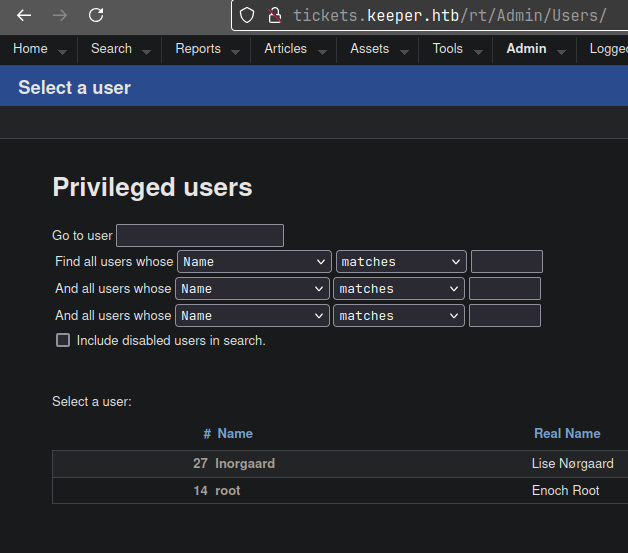 tickets.keeper.htb/rt/Admin/Users/
Home Search Reports Articles Assets Tools Admin Logge
Select a user
Privileged users
Go to user
Find all users whose Name matches
And all users whose Name matches
And all users whose Name matches
Include disabled users in search.
Select a user:
# Name Real Name
27 lnorgaard Lise Nørgaard
14 root Enoch Root